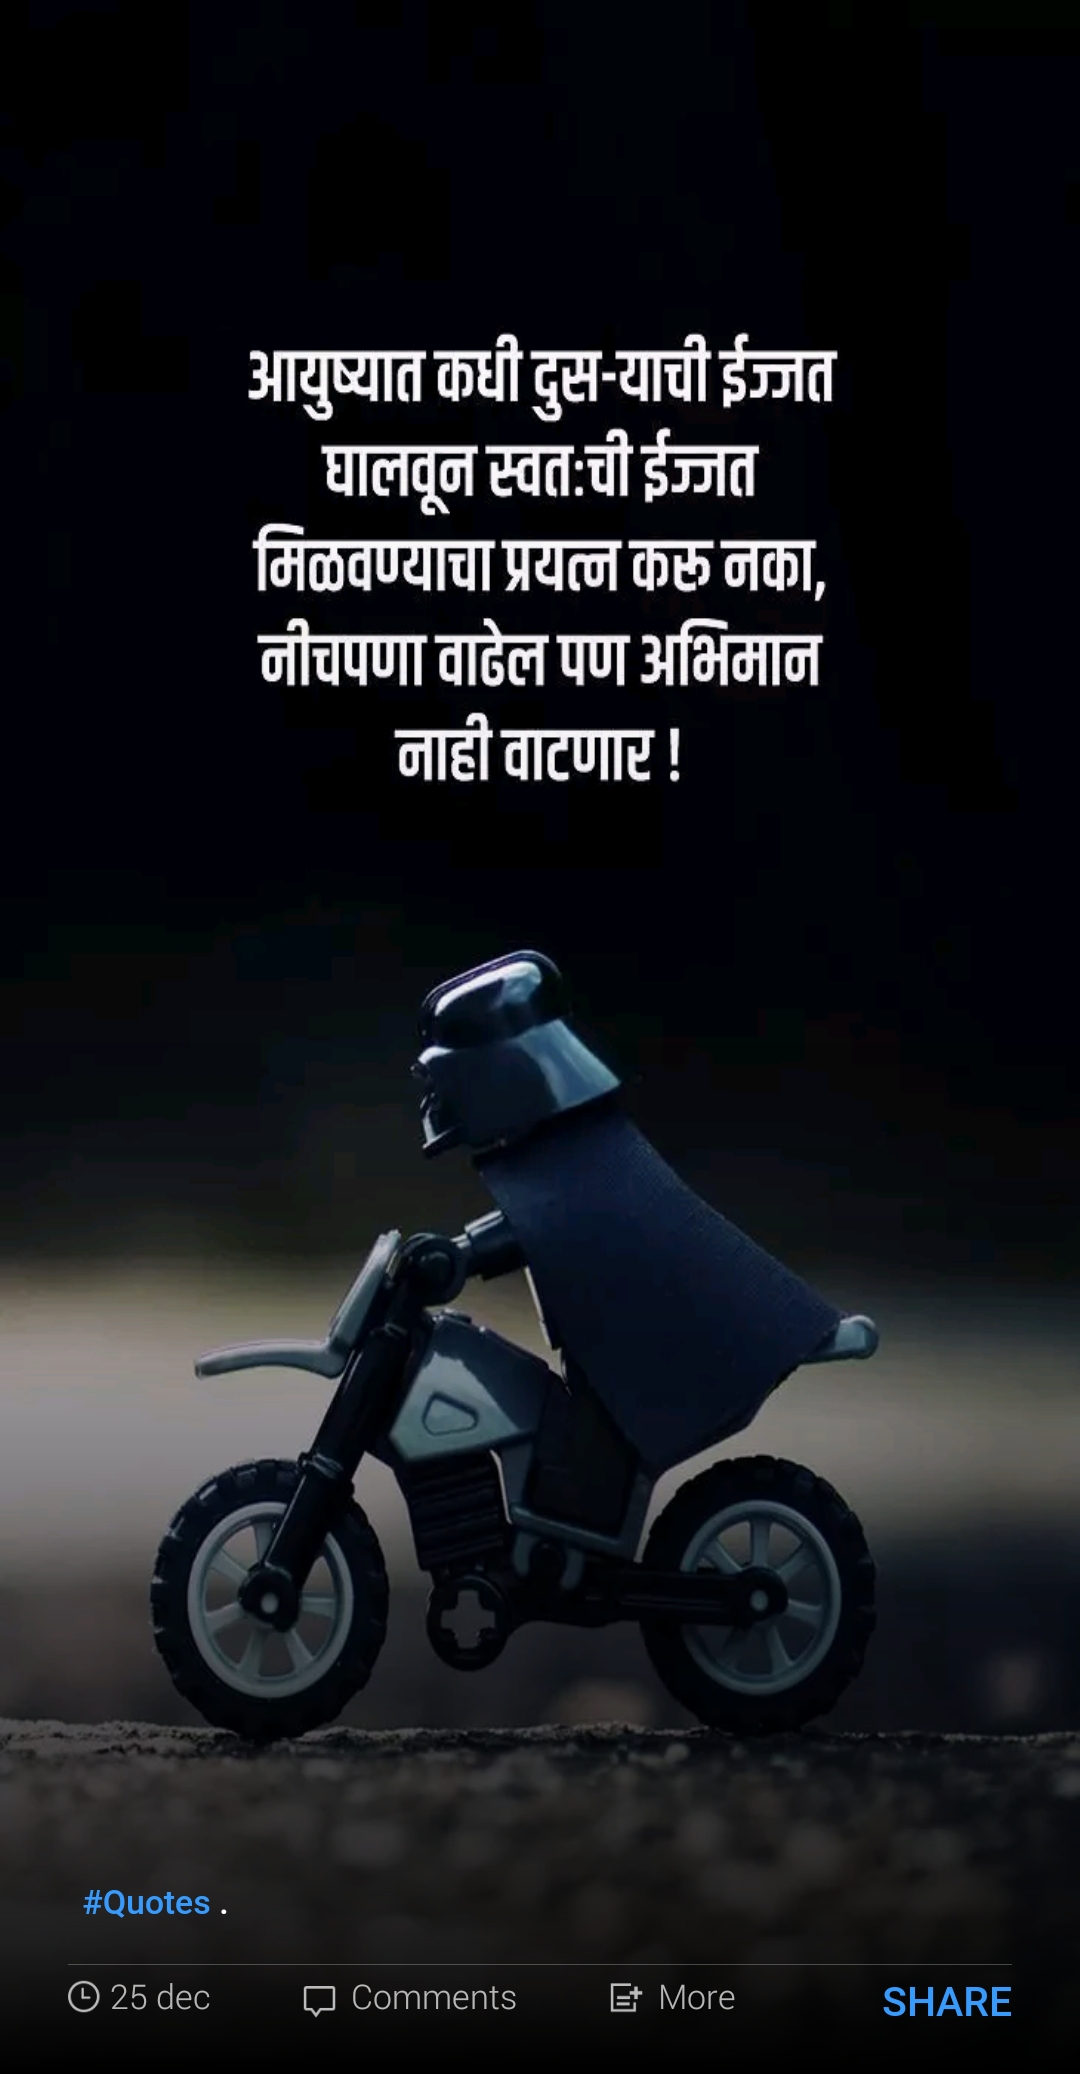 आयुष्यात कधी दुस-याची ईज्जत
घालवून स्वत:ची ईज्जत
मिळवण्याचा प्रयत्न करू नका,
नीचपणा वाढेल पण अभिमान
नाही वाटणार !
#Quotes .
25 dec
Comments
More
SHARE